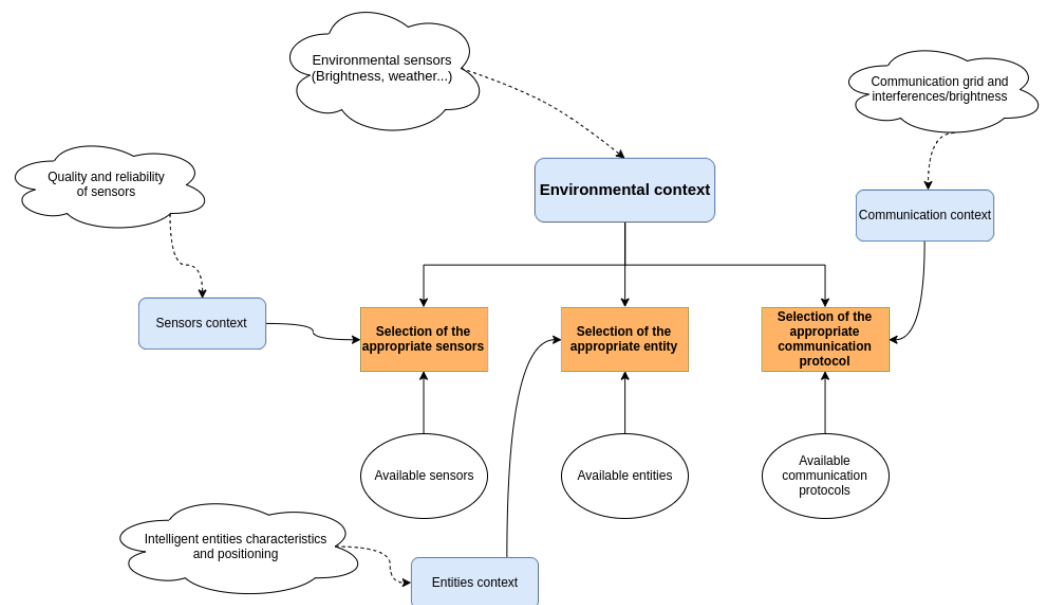 Environmental sensors
(Brightness, weather...)
Communication grid and
interferences/brightness
Quality and reliability
of sensors
Environmental context
Communication context
Sensors context
Selection of the
appropriate sensors
Selection of the
appropriate entity
Selection of the
appropriate
communication
protocol
Available sensors
Available entities
Available
communication
protocols
Intelligent entities characteristics
and positioning
Entities context